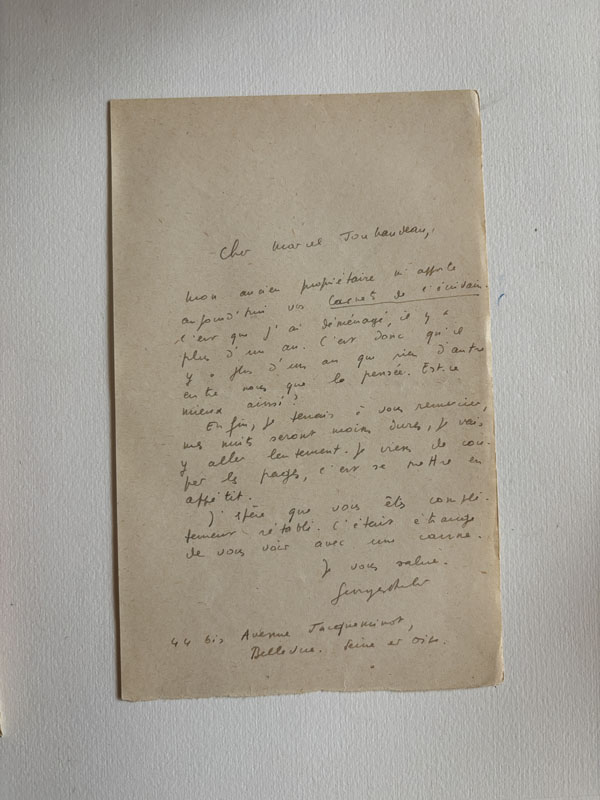 Cher Marcel Jouhandeau,
Mon ancien propriétaire m'apporte
aujourd'hui vos Carnets de l'écrivain.
C'est que j'ai déménagé, il y a
plus d'un an. C'est donc qu'il
y a plus d'un an que rien d'autre
entre nous que la pensée. Est-ce
mieux ainsi?
Enfin, je tenais à vous remercier,
mes nuits seront moins dures, je vais
y aller lentement. Je viens de cou-
per les pages, c'est se mettre en
appétit.
J'espère que vous êtes complè-
tement rétabli. C'était étrange
de vous voir avec une canne.
Je vous salue.
44 bis Avenue Jacqueminot,
Bellevue. Seine et Oise.